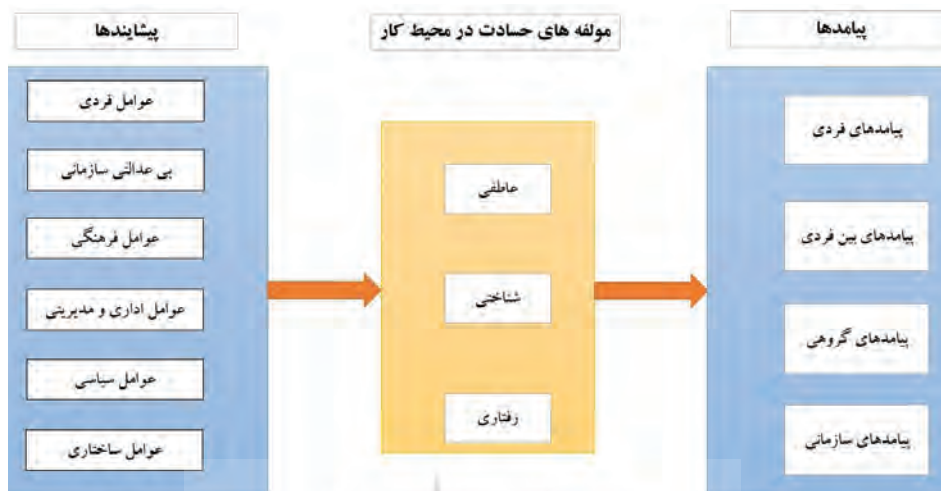 پیشایندها
عوامل فردی
بی عدالتی سازمانی
عوامل فرهنگی
عوامل اداری و مدیریتی
عوامل سیاسی
عوامل ساختاری
مولفه های حسادت در محیط کار
عاطفی
شناختی
رفتاری
پیامدها
پیامدهای فردی
پیامدهای بین فردی
پیامدهای گروهی
پیامدهای سازمانی